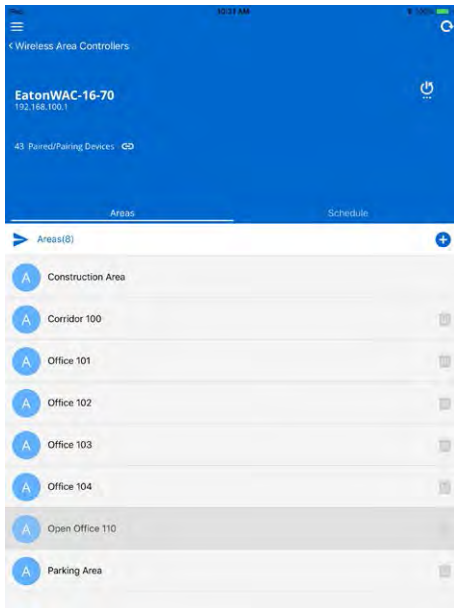 iPad
10:31 AM
100%
< Wireless Area Controllers
EatonWAC-16-70
192.168.100.1
43 Paired/Pairing Devices
Areas
Schedule
Areas(8)
A Construction Area
A Corridor 100
A Office 101
A Office 102
A Office 103
A Office 104
A Open Office 110
A Parking Area